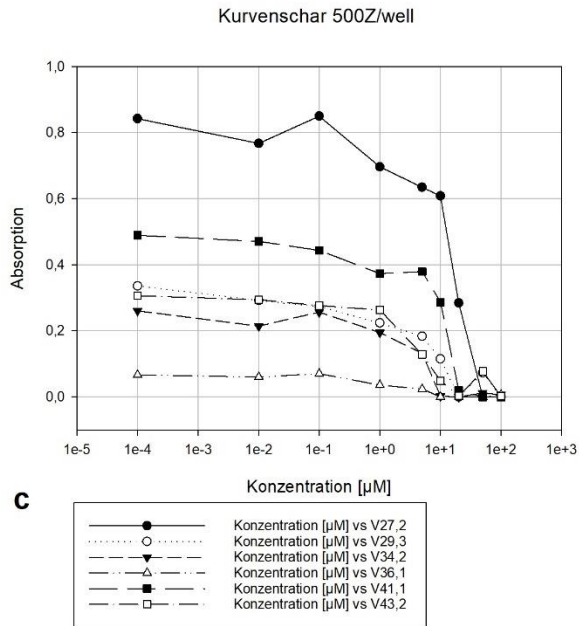 Kurvenschar 500Z/well
1,0
0,8
0,6
0,4
0,2
0,0
Absorption
1e-5 1e-4 1e-3 1e-2 1e-1 1e+0 1e+1 1e+2 1e+3
Konzentration [µM]
c
Konzentration [µM] vs V27,2
Konzentration [µM] vs V29,3
Konzentration [µM] vs V34,2
Konzentration [µM] vs V36,1
Konzentration [µM] vs V41,1
Konzentration [µM] vs V43,2